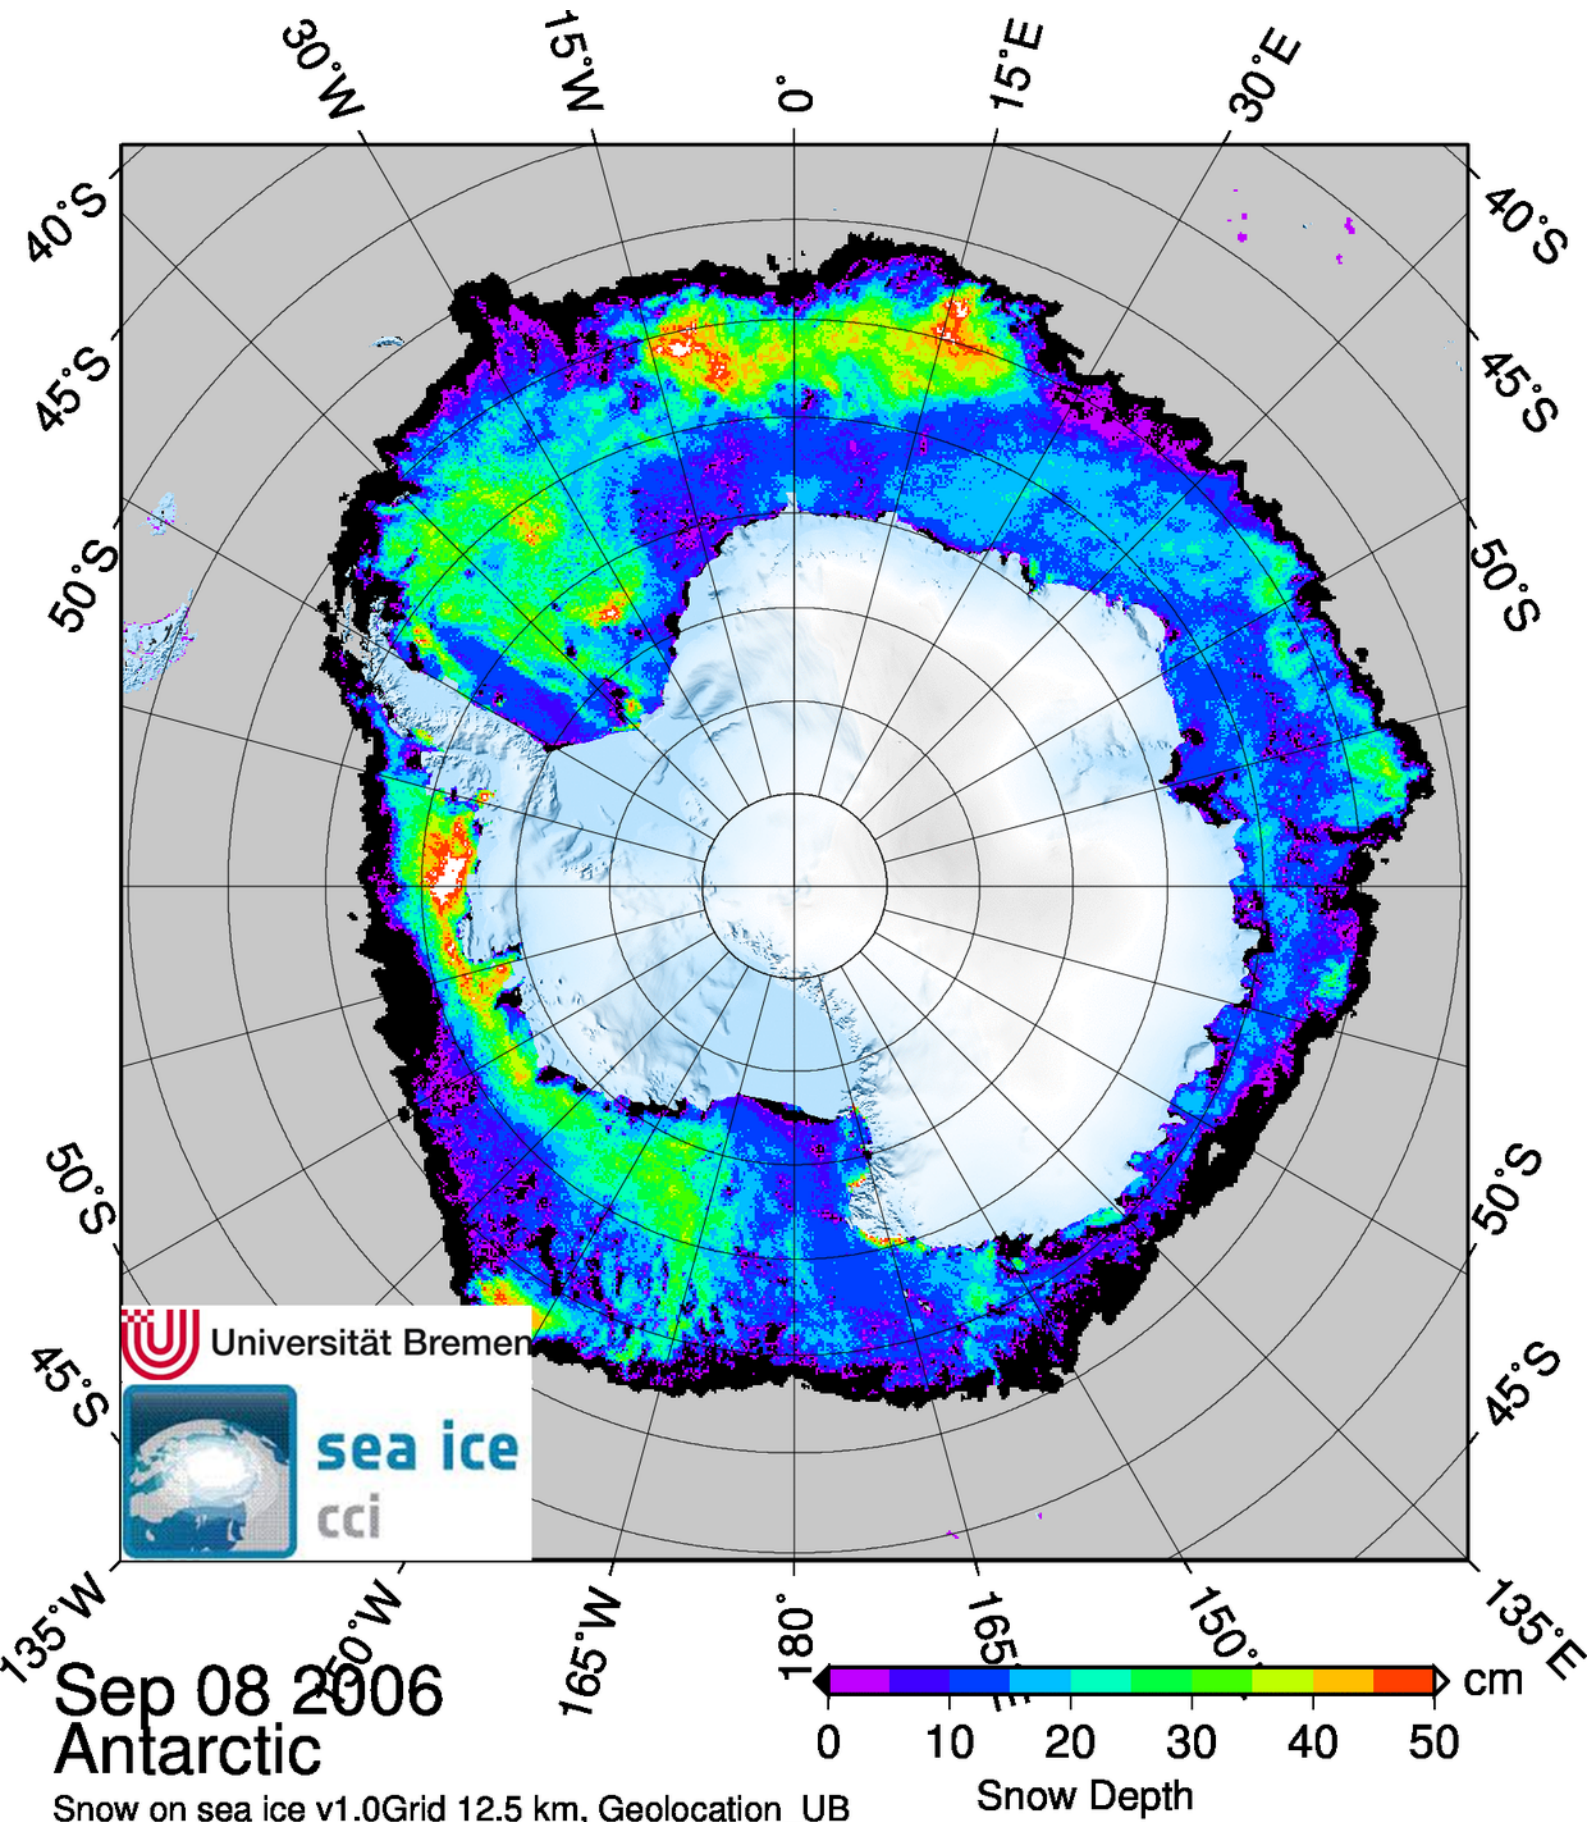 30°W
15°W
0°
15°E
30°E
40°S
40°S
45°S
45°S
50°S
50°S
50°S
50°S
45°S
45°S
Universität Bremen
sea ice
cci
135°W
165°W
180°
135°E
Sep 08 2006
Antarctic
Snow on sea ice v1.0Grid 12.5 km, Geolocation UB
cm
0 10 20 30 40 50
Snow Depth